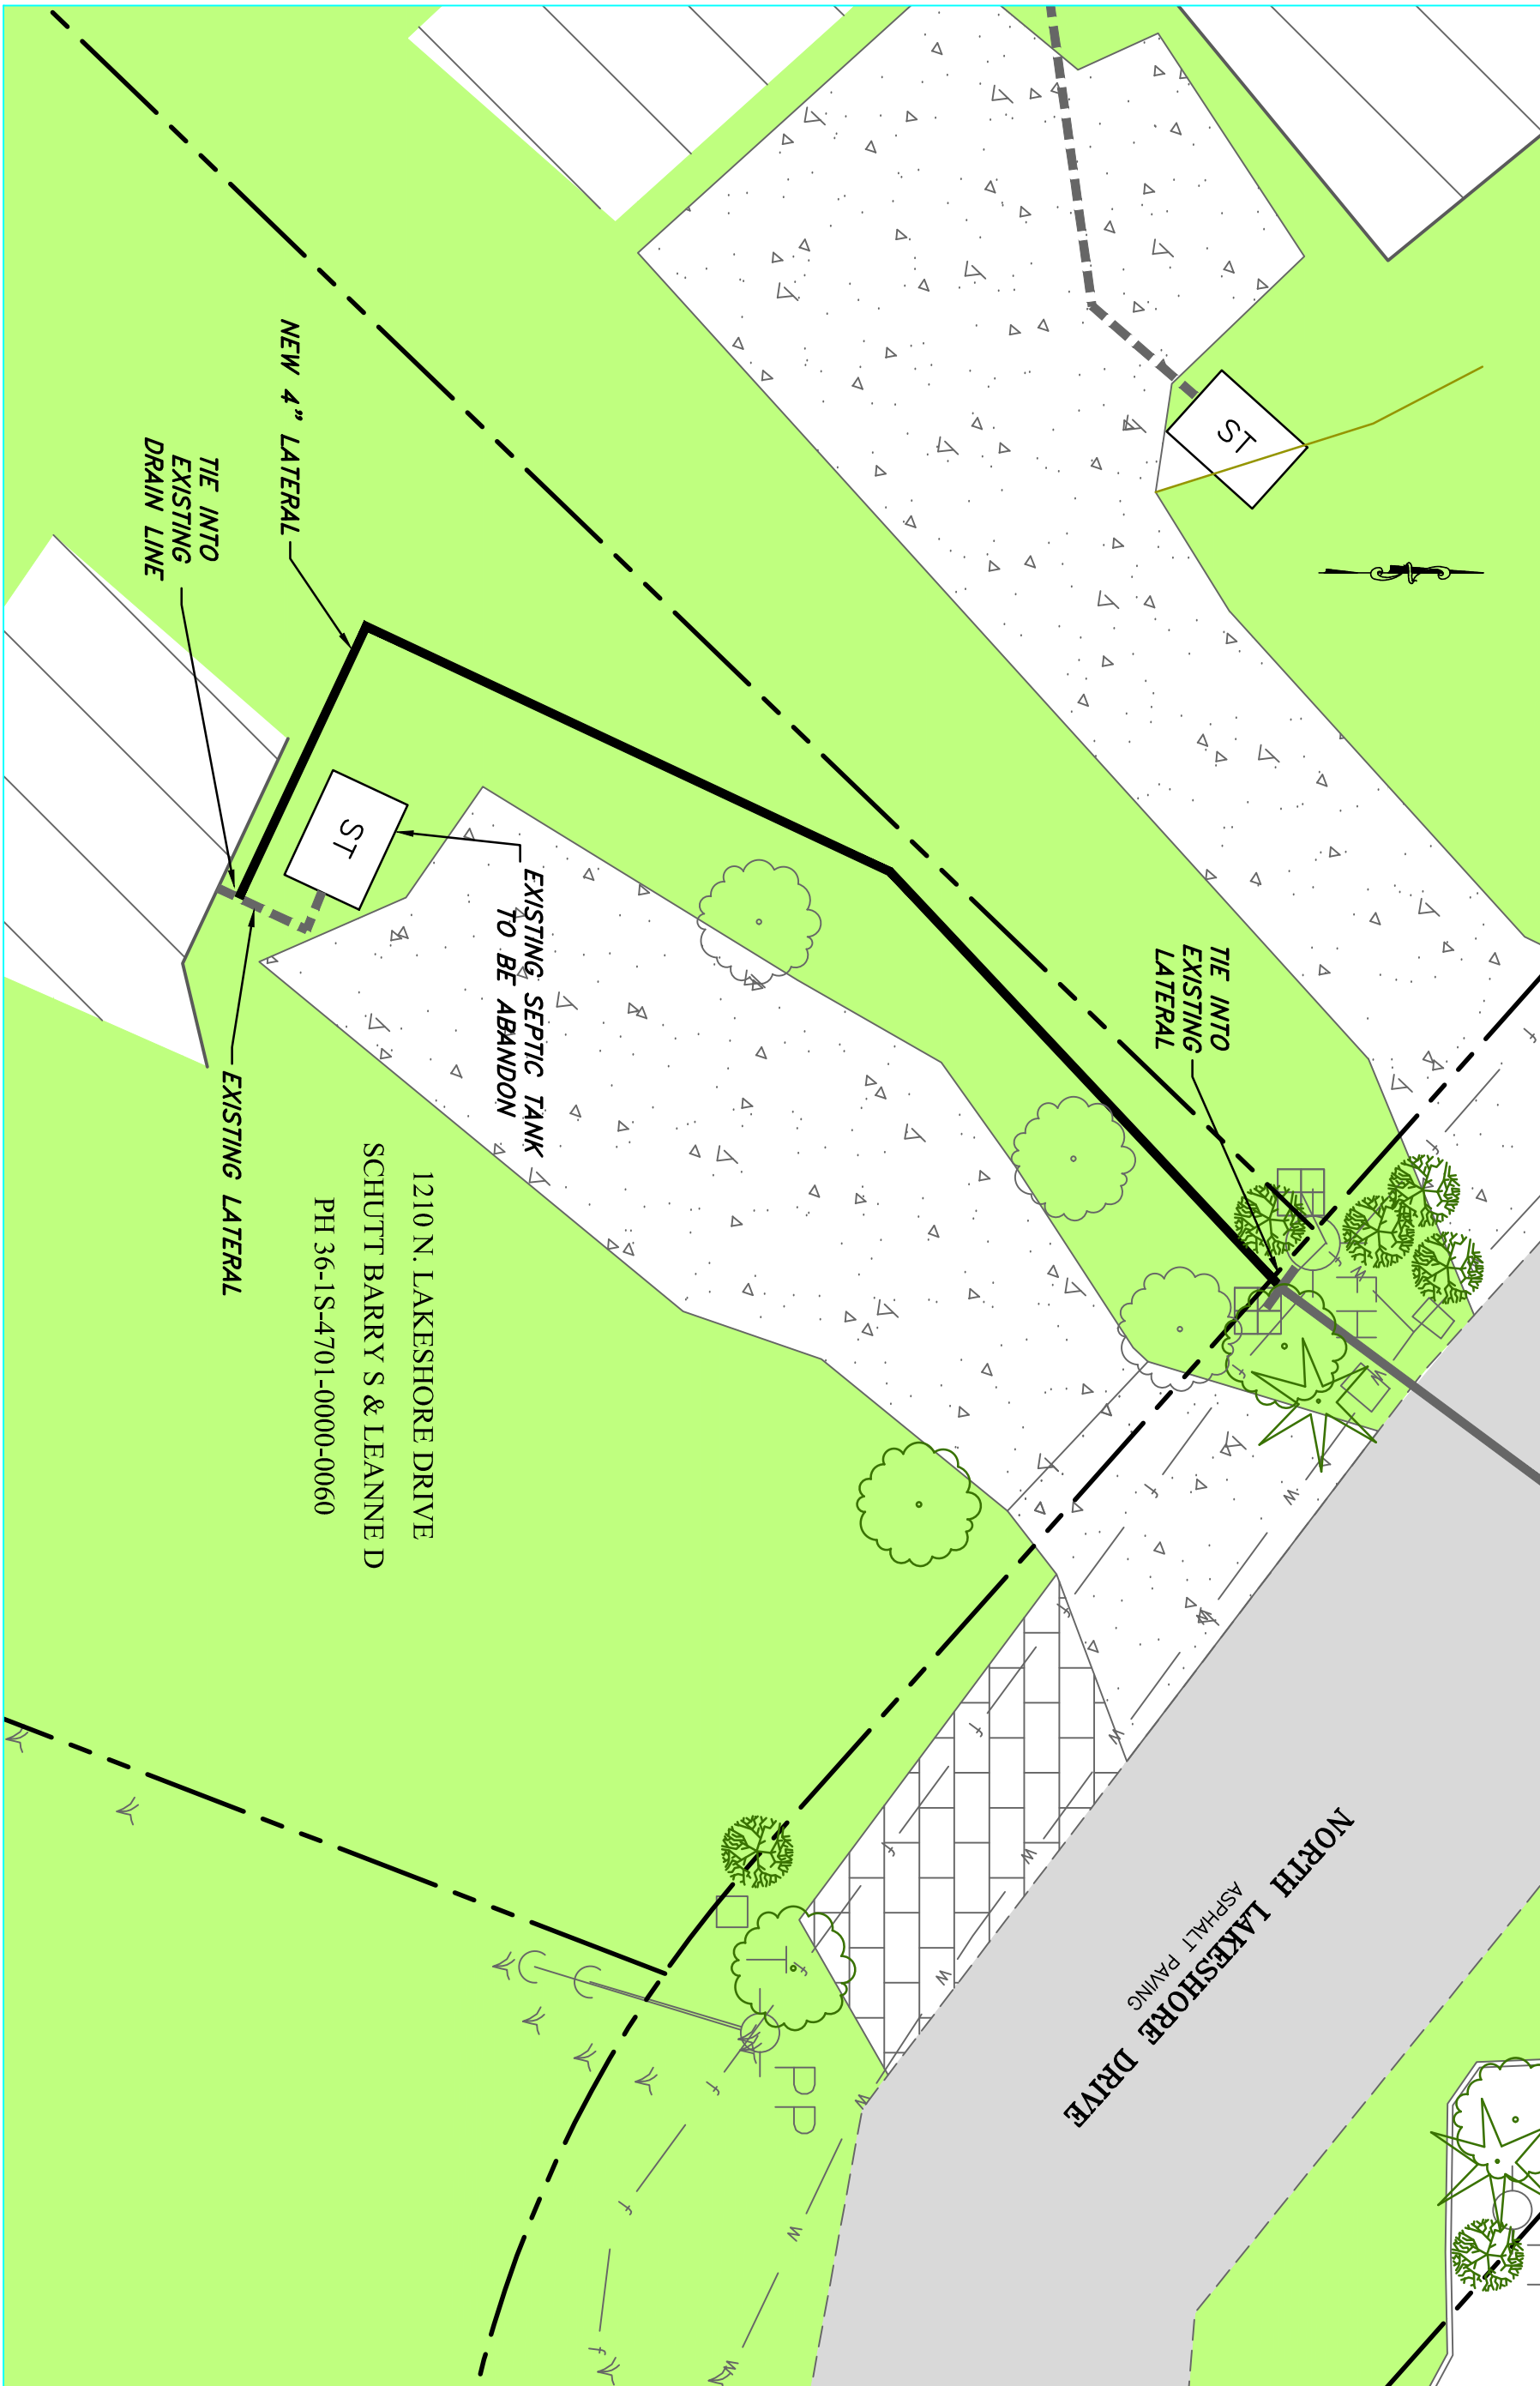 ST
NEW 4" LATERAL
TIE INTO
EXISTING
DRAIN LINE
ST
EXISTING SEPTIC TANK
TO BE ABANDON
EXISTING LATERAL
TIE INTO
EXISTING
LATERAL
1210 N. LAKESHORE DRIVE
SCHUTT BARRY S & LEANNE D
PH 36-1S-4701-0000-0060
NORTH LAKESHORE DRIVE
ASPHALT PAVING
FH
T
PP
f
f
f
f
f
f
f
f
f
f
f
W
W
W
W
W
W
W
W
W
W
W